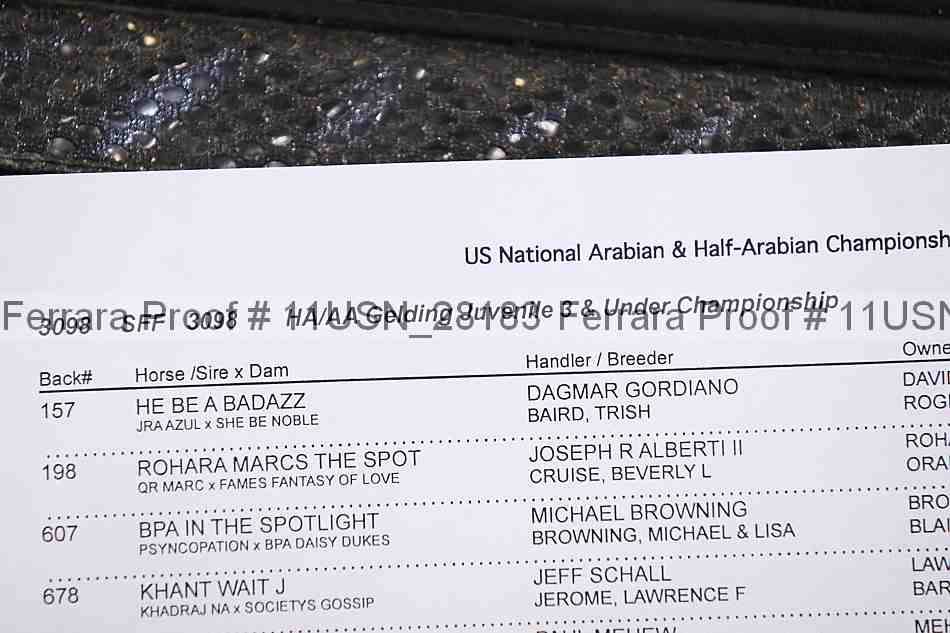 US National Arabian & Half-Arabian Championsh
Ferrara Proof # 11USN_28183 Ferrara Proof # 11USN
3098 SFF 3098 HA/AA Gelding Juvenile 3 & Under Championship
Back# Horse /Sire x Dam Handler / Breeder Owne
157 HE BE A BADAZZ DAGMAR GORDIANO DAVID
JRA AZUL x SHE BE NOBLE BAIRD, TRISH ROG
198 ROHARA MARCS THE SPOT JOSEPH R ALBERTI II ROHA
QR MARC x FAMES FANTASY OF LOVE CRUISE, BEVERLY L ORA
607 BPA IN THE SPOTLIGHT MICHAEL BROWNING BRO
PSYNCOPATION x BPA DAISY DUKES BROWNING, MICHAEL & LISA BLA
678 KHANT WAIT J JEFF SCHALL LAW
KHADRAJ NA x SOCIETYS GOSSIP JEROME, LAWRENCE F BAR